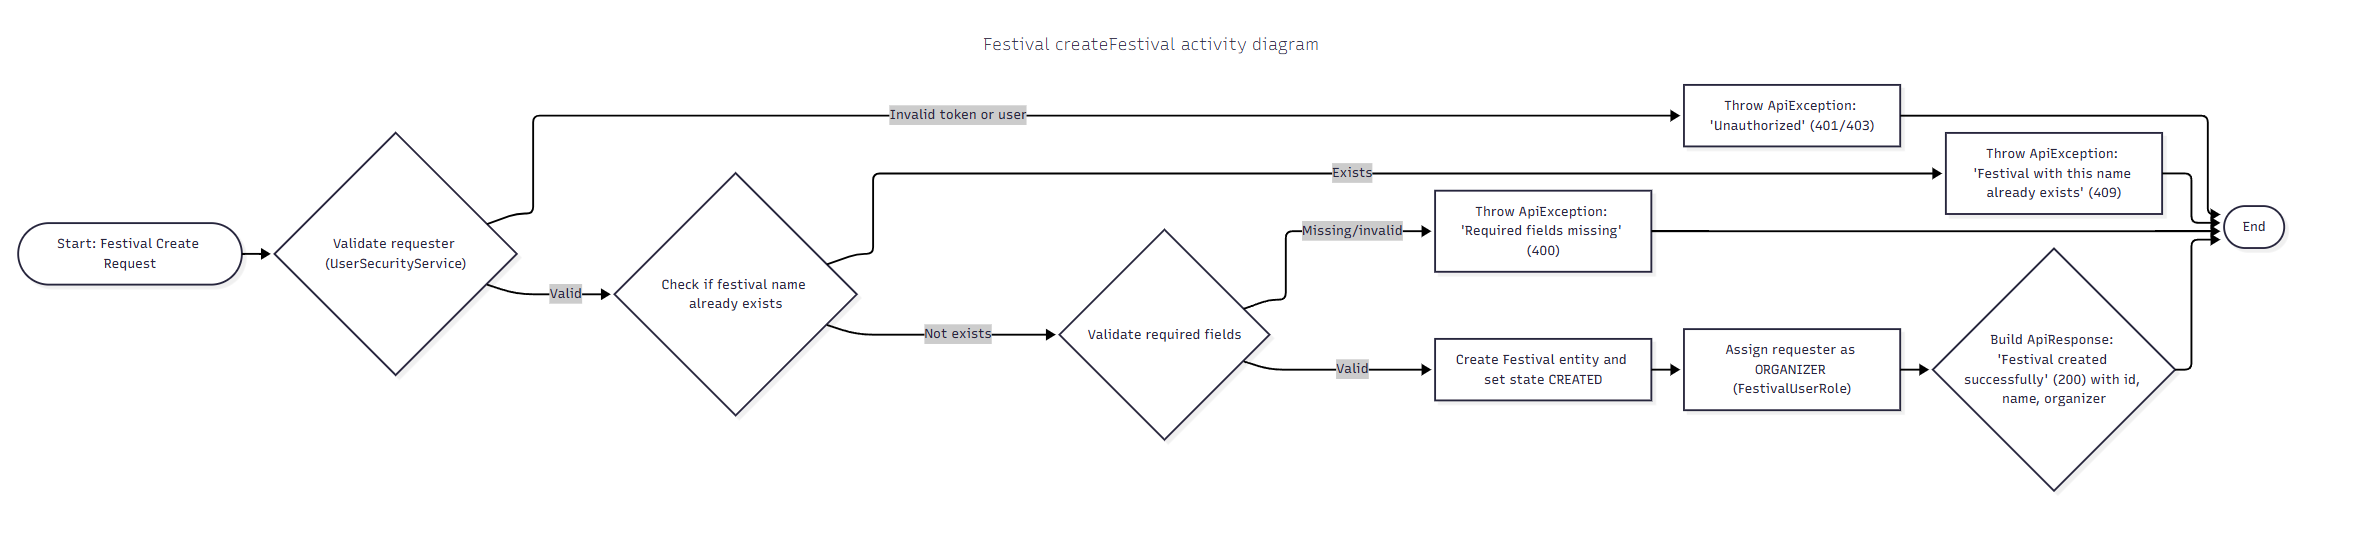 Festival createFestival activity diagram
Start: Festival Create
Request
Validate requester
(UserSecurityService)
Invalid token or user
Valid
Check if festival name
already exists
Exists
Not exists
Validate required fields
Missing/invalid
Valid
Throw ApiException:
'Required fields missing'
(400)
Create Festival entity and
set state CREATED
Throw ApiException:
'Unauthorized' (401/403)
Assign requester as
ORGANIZER
(FestivalUserRole)
Throw ApiException:
'Festival with this name
already exists' (409)
Build ApiResponse:
'Festival created
successfully' (200) with id,
name, organizer
End